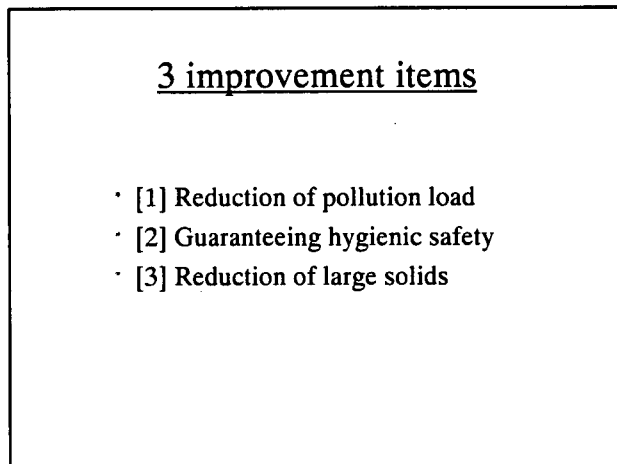 3 improvement items
· [1] Reduction of pollution load
· [2] Guaranteeing hygienic safety
· [3] Reduction of large solids